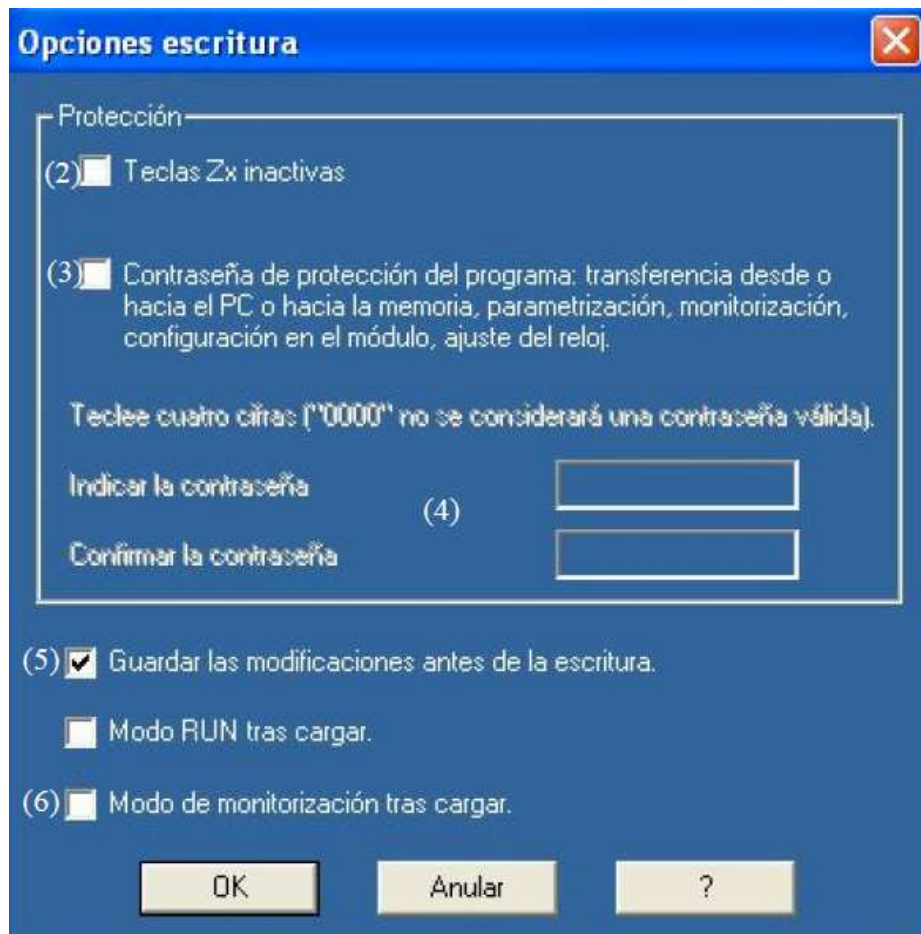 Opciones escritura
Protección
(2) Teclas Zx inactivas
(3) Contraseña de protección del programa: transferencia desde o
hacia el PC o hacia la memoria, parametrización, monitorización,
configuración en el módulo, ajuste del reloj.
Teclee cuatro cifras ("0000" no se considerará una contraseña válida).
Indicar la contraseña
(4)
Confirmar la contraseña
(5) Guardar las modificaciones antes de la escritura.
Modo RUN tras cargar.
(6) Modo de monitorización tras cargar.
OK Anular ?